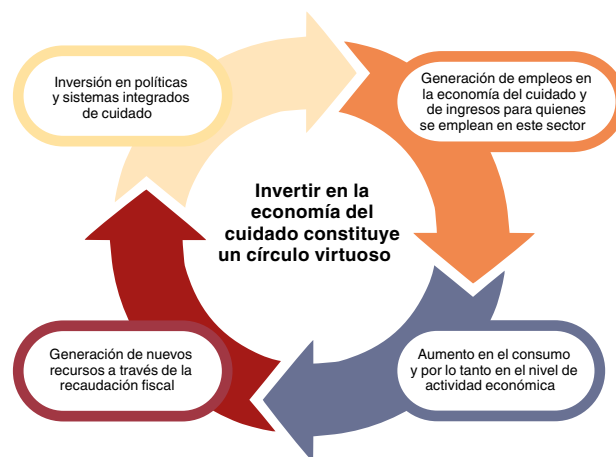 Inversión en políticas
y sistemas integrados
de cuidado
Generación de empleos en
la economía del cuidado y
de ingresos para quienes
se emplean en este sector
Invertir en la
economía del
cuidado constituye
un círculo virtuoso
Generación de nuevos
recursos a través de la
recaudación fiscal
Aumento en el consumo
y por lo tanto en el nivel de
actividad económica